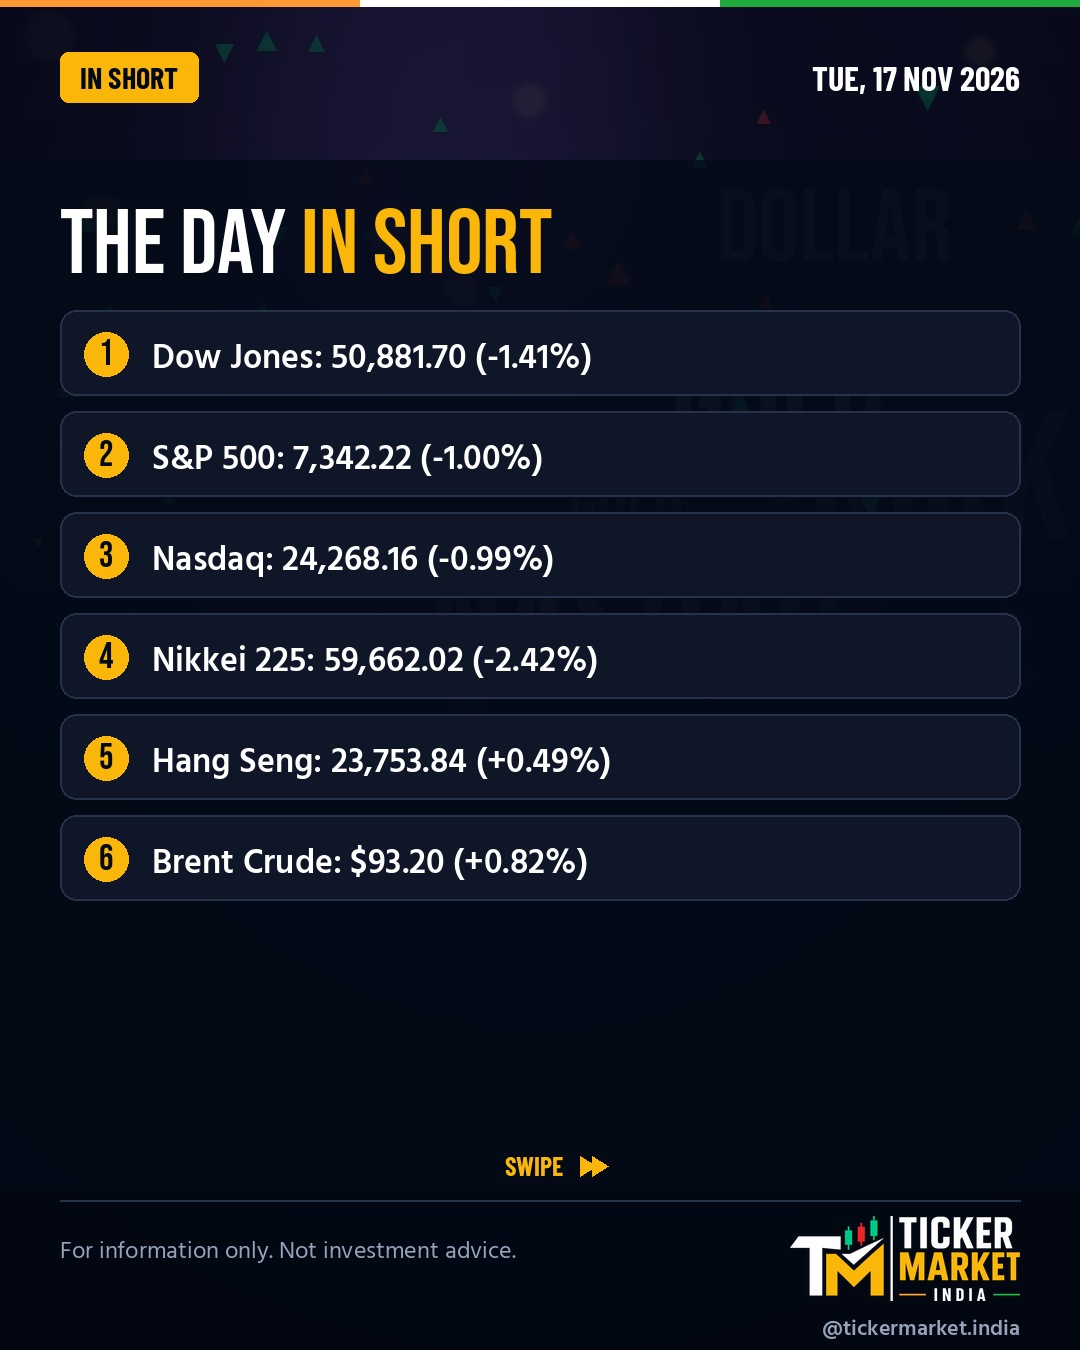 IN SHORT
TUE, 17 NOV 2026
DOLLAR
THE DAY IN SHORT
1 Dow Jones: 50,881.70 (-1.41%)
2 S&P 500: 7,342.22 (-1.00%)
3 Nasdaq: 24,268.16 (-0.99%)
4 Nikkei 225: 59,662.02 (-2.42%)
5 Hang Seng: 23,753.84 (+0.49%)
6 Brent Crude: $93.20 (+0.82%)
SWIPE
For information only. Not investment advice.
TM
TICKER
MARKET
INDIA
@tickermarket.india